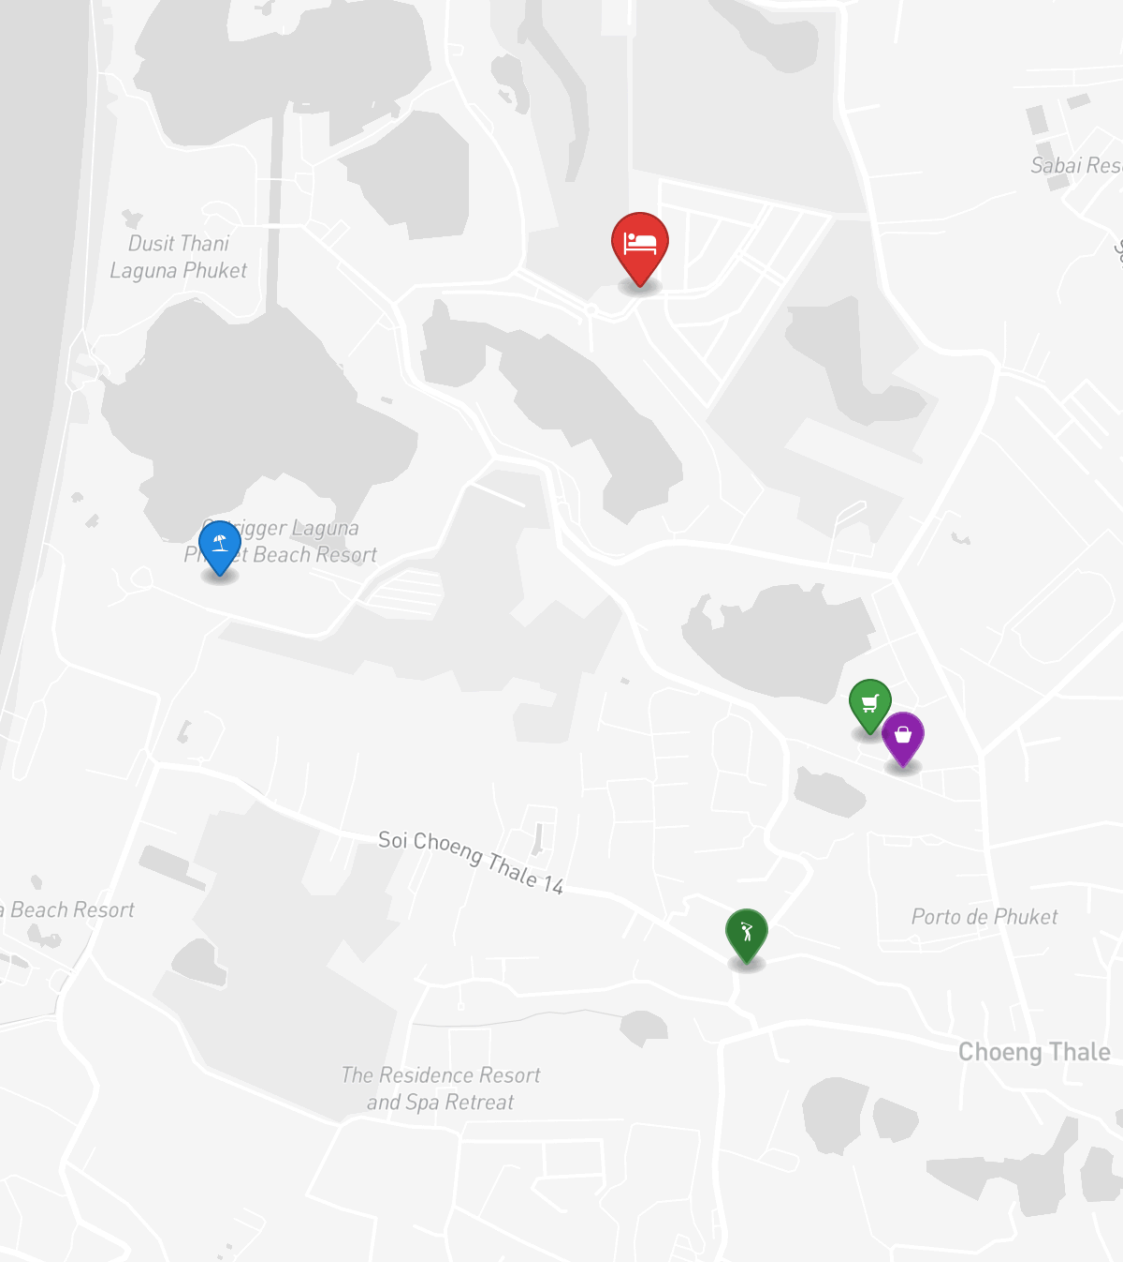 Sabai Res
Dusit Thani
Laguna Phuket
Laguna
Beach Resort
Soi Choeng Thale 14
a Beach Resort
Porto de Phuket
Choeng Thale
The Residence Resort
and Spa Retreat